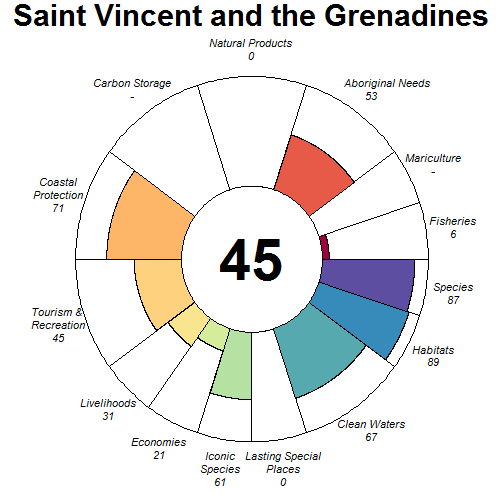 Saint Vincent and the Grenadines
Natural Products
0
Carbon Storage
-
Aboriginal Needs
53
Mariculture
-
Coastal
Protection
71
Fisheries
6
45
Species
87
Tourism &
Recreation
45
Habitats
89
Livelihoods
31
Clean Waters
67
Economies
21
Iconic
Species
61
Lasting Special
Places
0